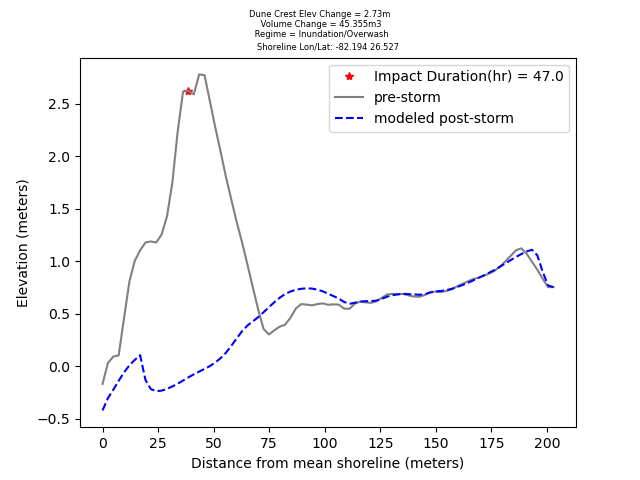 Dune Crest Elev Change = 2.73m
Volume Change = 45.355m3
Regime = Inundation/Overwash
Shoreline Lon/Lat: -82.194 26.527
Impact Duration(hr) = 47.0
pre-storm
modeled post-storm
Elevation (meters)
2.5
2.0
1.5
1.0
0.5
0.0
−0.5
0 25 50 75 100 125 150 175 200
Distance from mean shoreline (meters)